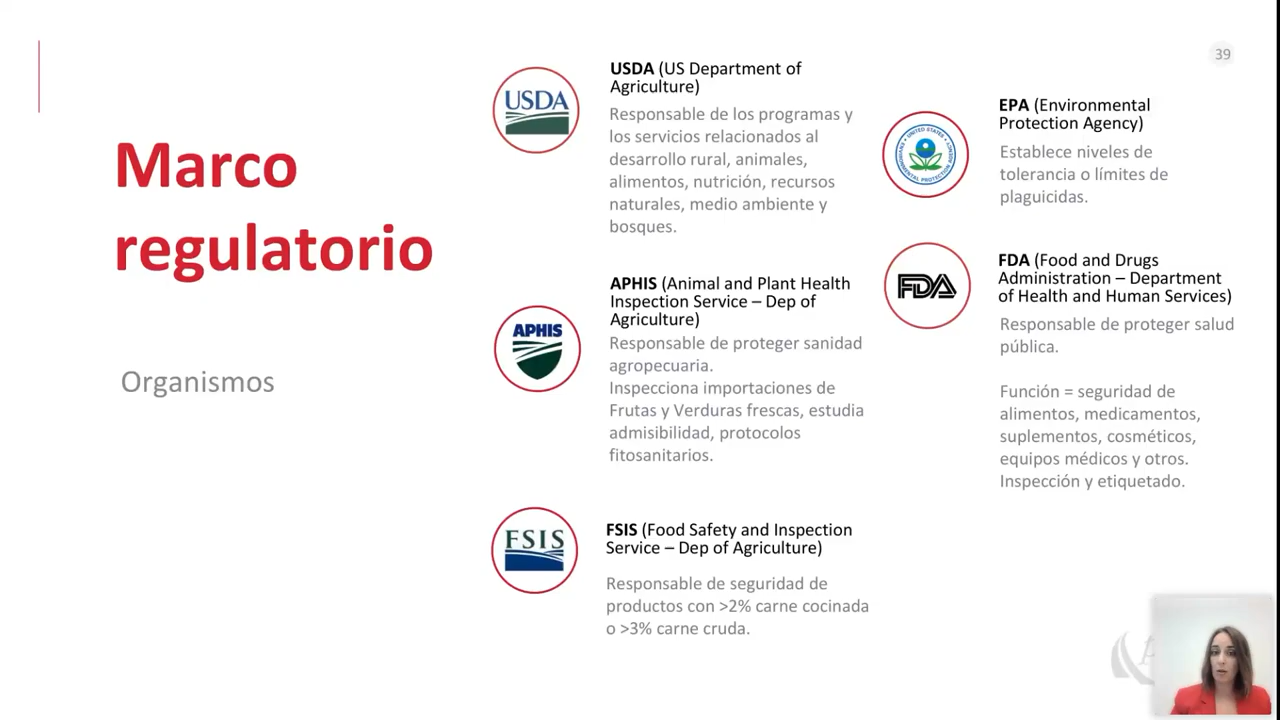 39
Marco
regulatorio
Organismos
USDA
USDA (US Department of
Agriculture)
Responsable de los programas y
los servicios relacionados al
desarrollo rural, animales,
alimentos, nutrición, recursos
naturales, medio ambiente y
bosques.
APHIS
APHIS (Animal and Plant Health
Inspection Service – Dep of
Agriculture)
Responsable de proteger sanidad
agropecuaria.
Inspecciona importaciones de
Frutas y Verduras frescas, estudia
admisibilidad, protocolos
fitosanitarios.
FSIS
FSIS (Food Safety and Inspection
Service – Dep of Agriculture)
Responsable de seguridad de
productos con >2% carne cocinada
o >3% carne cruda.
UNITED STATES
ENVIRONMENTAL PROTECTION AGENCY
EPA (Environmental
Protection Agency)
Establece niveles de
tolerancia o límites de
plaguicidas.
FDA
FDA (Food and Drugs
Administration – Department
of Health and Human Services)
Responsable de proteger salud
pública.
Función = seguridad de
alimentos, medicamentos,
suplementos, cosméticos,
equipos médicos y otros.
Inspección y etiquetado.